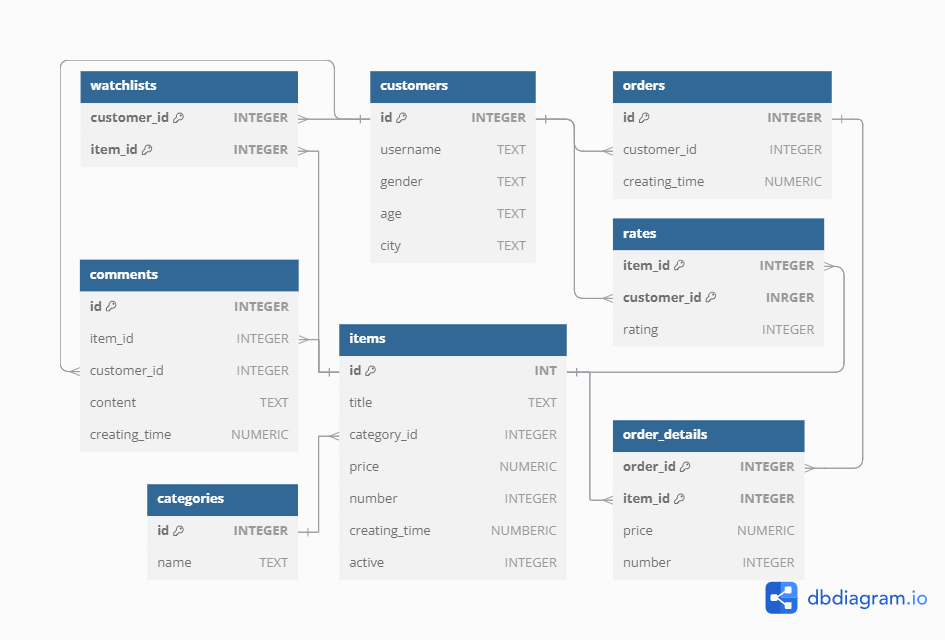 watchlists
customer_id INTEGER
item_id INTEGER
customers
id INTEGER
username TEXT
gender TEXT
age TEXT
city TEXT
orders
id INTEGER
customer_id INTEGER
creating_time NUMERIC
rates
item_id INTEGER
customer_id INRGER
rating INTEGER
comments
id INTEGER
item_id INTEGER
customer_id INTEGER
content TEXT
creating_time NUMERIC
items
id INT
title TEXT
category_id INTEGER
price NUMERIC
number INTEGER
creating_time NUMBERIC
active INTEGER
order_details
order_id INTEGER
item_id INTEGER
price NUMERIC
number INTEGER
categories
id INTEGER
name TEXT
dbdiagram.io